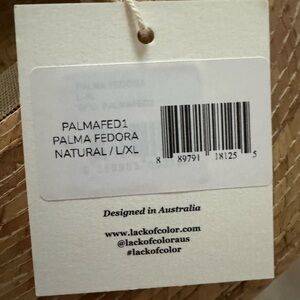 PALMAFED1
PALMA FEDORA
NATURAL / L/XL
8 89791 18125 5
Designed in Australia
www.lackofcolor.com
@lackofcoloraus
#lackofcolor